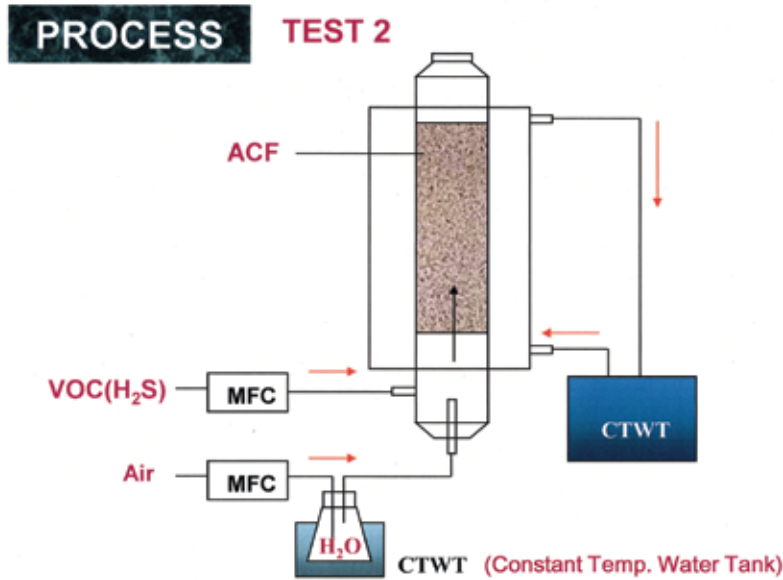 PROCESS TEST 2
ACF
VOC(H₂S)
MFC
CTWT
Air
MFC
H₂O
CTWT (Constant Temp. Water Tank)